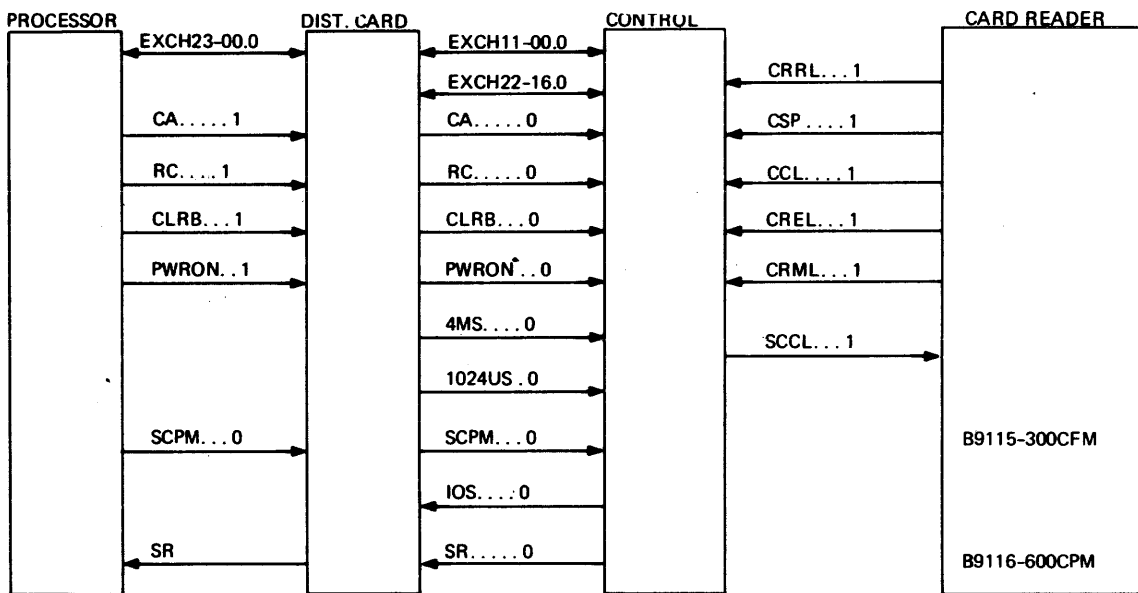 PROCESSOR DIST. CARD CONTROL CARD READER
EXCH23-00.0 EXCH11-00.0
CRRL...1
EXCH22-16.0
CA.....1 CA.....0 CSP....1
RC.....1 RC.....0 CCL....1
CLRB...1 CLRB...0 CREL...1
PWRON..1 PWRON..0 CRML...1
4MS....0
SCCL...1
1024US.0
SCPM...0 SCPM...0 B9115-300CFM
IOS....0
SR SR.....0 B9116-600CPM